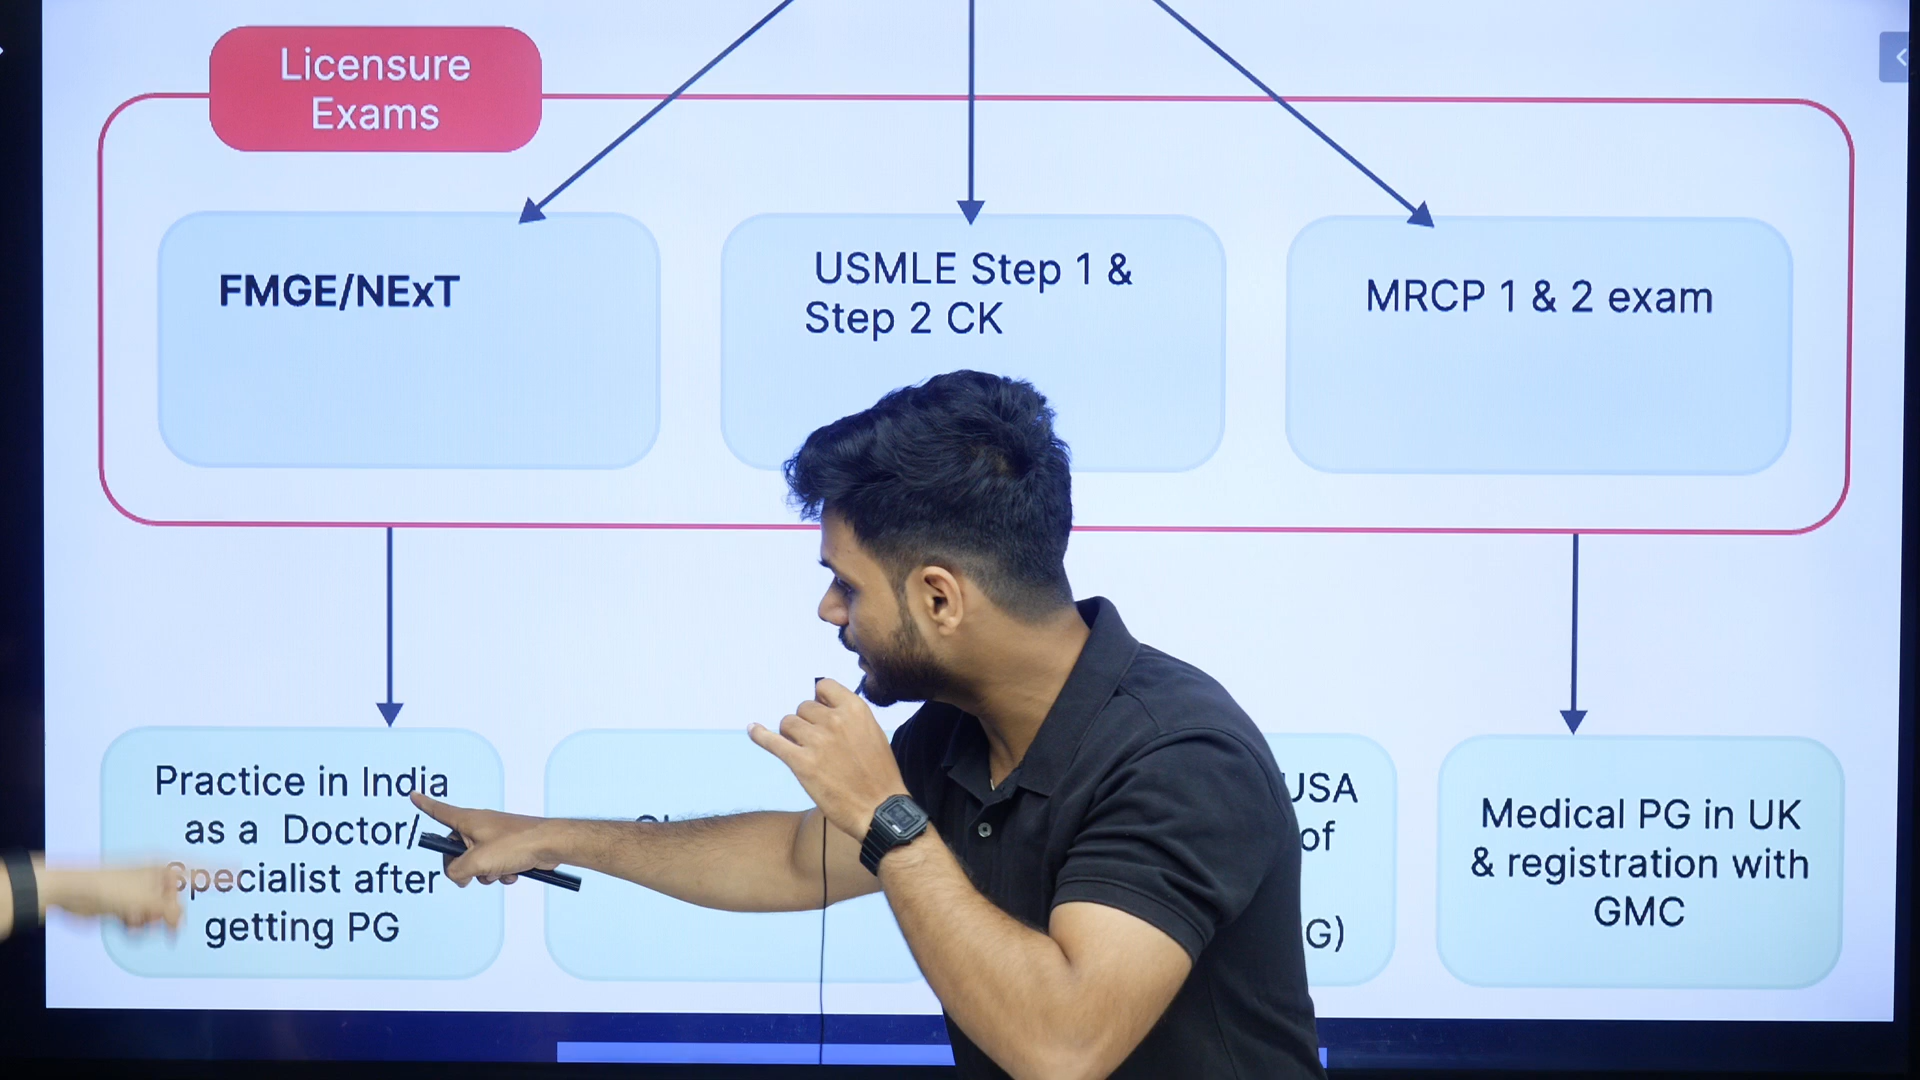 Licensure
Exams
FMGE/NExT
USMLE Step 1 &
Step 2 CK
MRCP 1 & 2 exam
Practice in India
as a Doctor/
Specialist after
getting PG
USA
of
G)
Medical PG in UK
& registration with
GMC